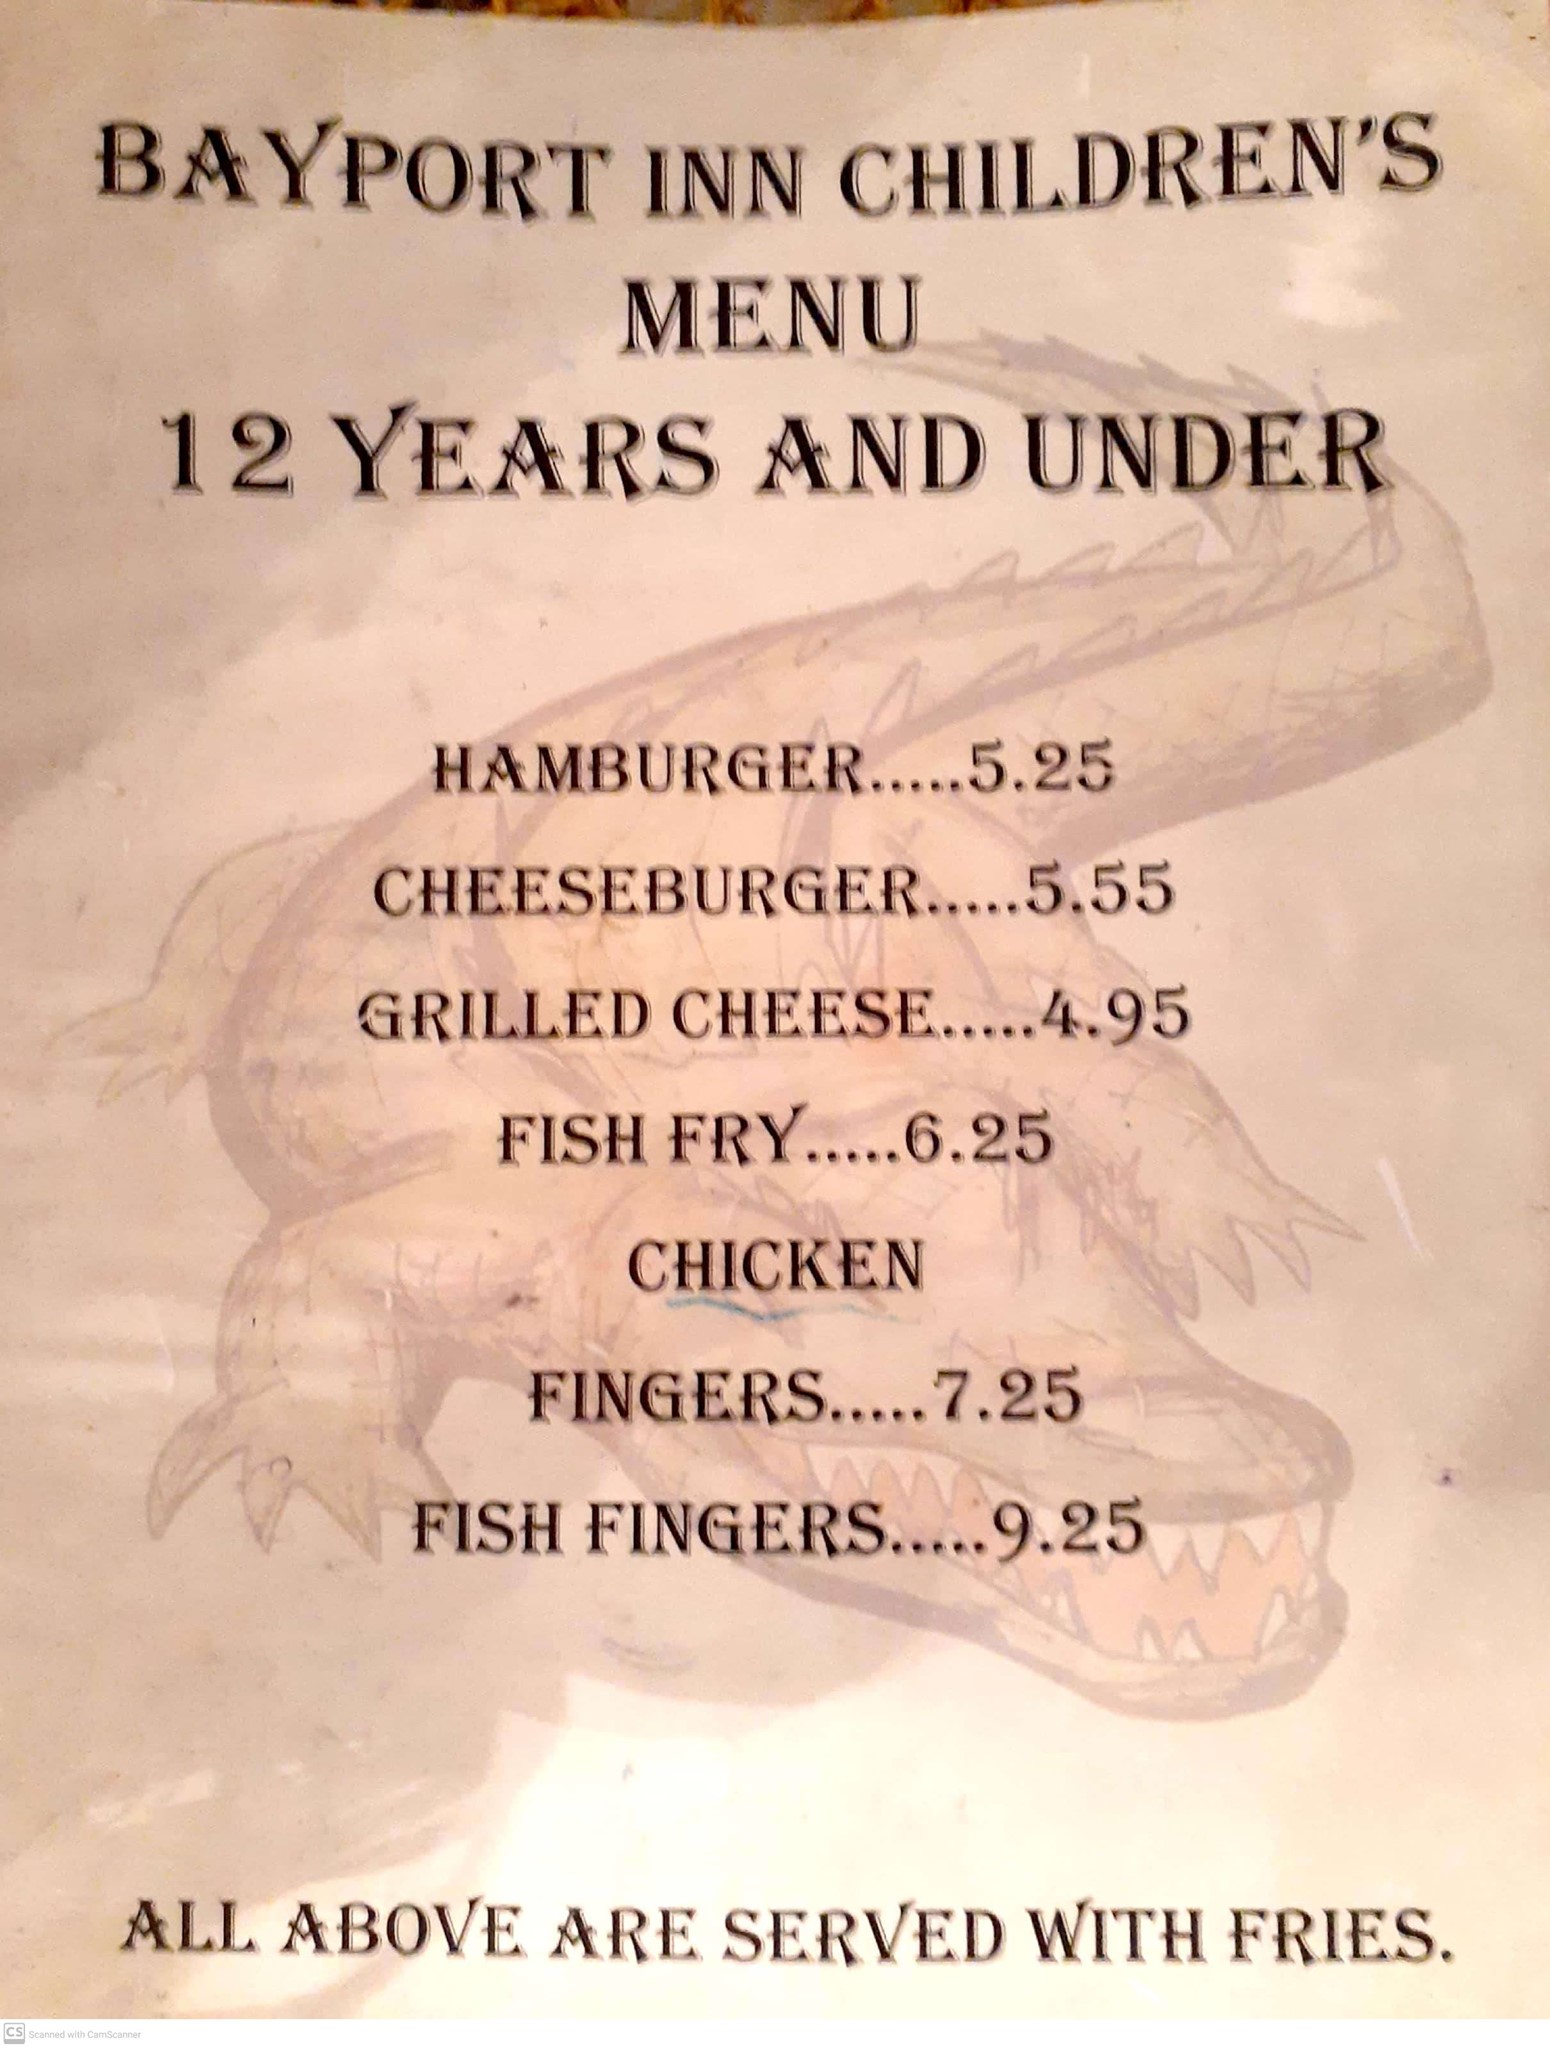 BAYPORT INN CHILDREN'S
MENU
12 YEARS AND UNDER
HAMBURGER.....5.25
CHEESEBURGER.....5.55
GRILLED CHEESE.....4.95
FISH FRY.....6.25
CHICKEN
FINGERS.....7.25
FISH FINGERS.....9.25
ALL ABOVE ARE SERVED WITH FRIES.
CS Scanned with CamScanner